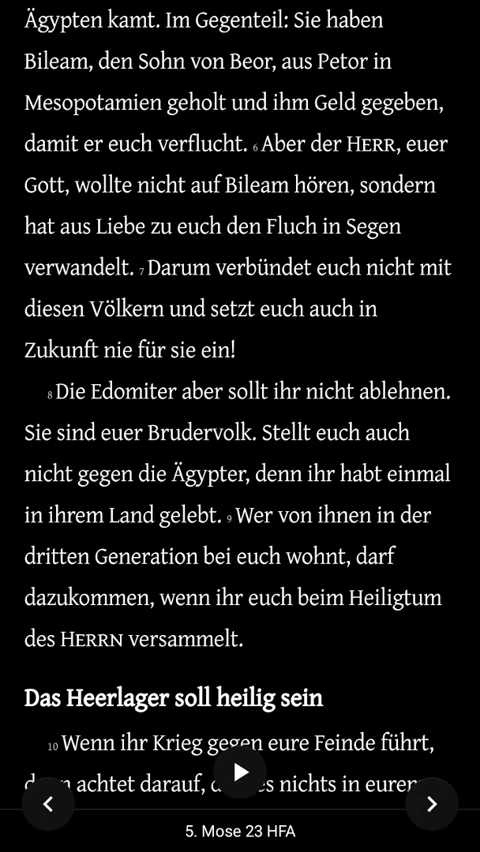 Ägypten kamt. Im Gegenteil: Sie haben
Bileam, den Sohn von Beor, aus Petor in
Mesopotamien geholt und ihm Geld gegeben,
damit er euch verflucht. 6 Aber der HERR, euer
Gott, wollte nicht auf Bileam hören, sondern
hat aus Liebe zu euch den Fluch in Segen
verwandelt. 7 Darum verbündet euch nicht mit
diesen Völkern und setzt euch auch in
Zukunft nie für sie ein!
8 Die Edomiter aber sollt ihr nicht ablehnen.
Sie sind euer Brudervolk. Stellt euch auch
nicht gegen die Ägypter, denn ihr habt einmal
in ihrem Land gelebt. 9 Wer von ihnen in der
dritten Generation bei euch wohnt, darf
dazukommen, wenn ihr euch beim Heiligtum
des HERRN versammelt.
Das Heerlager soll heilig sein
10 Wenn ihr Krieg gegen eure Feinde führt,
achtet darauf, nichts in
5. Mose 23 HFA